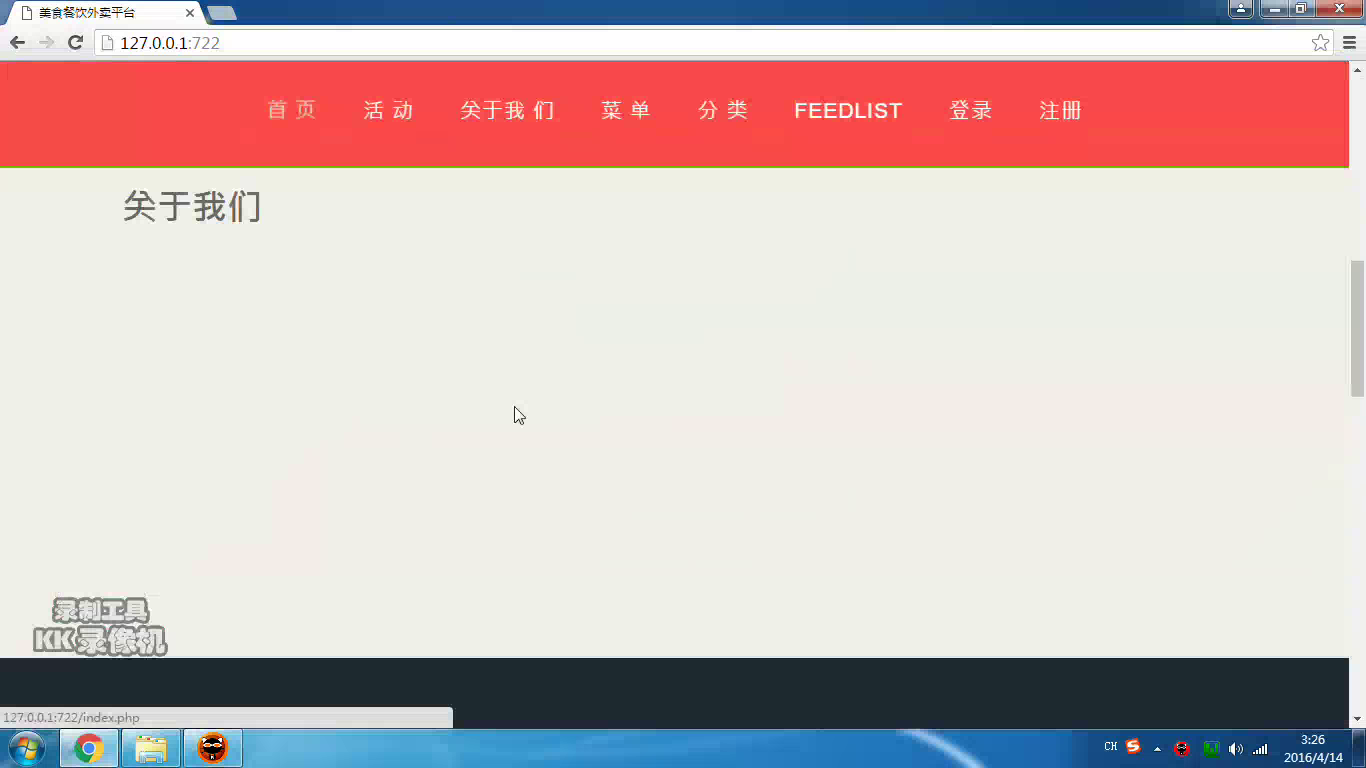 美食餐饮外卖平台
127.0.0.1:722
首 页 活 动 关于我 们 菜 单 分 类 FEEDLIST 登录 注册
关于我们
录制工具
KK录像机
127.0.0.1:722/index.php
CH
3:26
2016/4/14